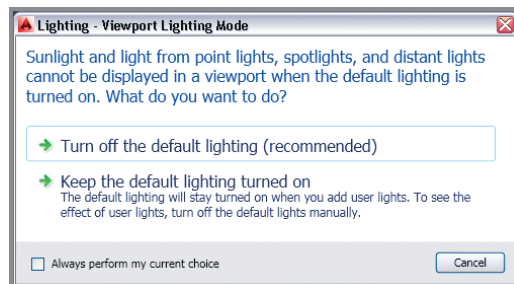 Lighting - Viewport Lighting Mode
Sunlight and light from point lights, spotlights, and distant lights
cannot be displayed in a viewport when the default lighting is
turned on. What do you want to do?
Turn off the default lighting (recommended)
Keep the default lighting turned on
The default lighting will stay turned on when you add user lights. To see the
effect of user lights, turn off the default lights manually.
Always perform my current choice
Cancel